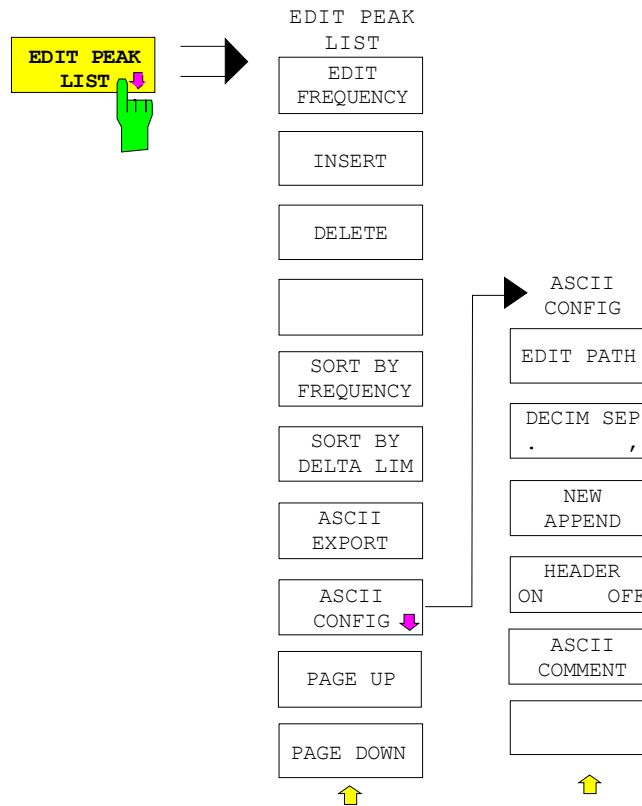 EDIT PEAK
LIST
EDIT PEAK
LIST
EDIT
FREQUENCY
INSERT
DELETE
SORT BY
FREQUENCY
SORT BY
DELTA LIM
ASCII
EXPORT
ASCII
CONFIG
PAGE UP
PAGE DOWN
ASCII
CONFIG
EDIT PATH
DECIM SEP
. ,
NEW
APPEND
HEADER
ON OFF
ASCII
COMMENT